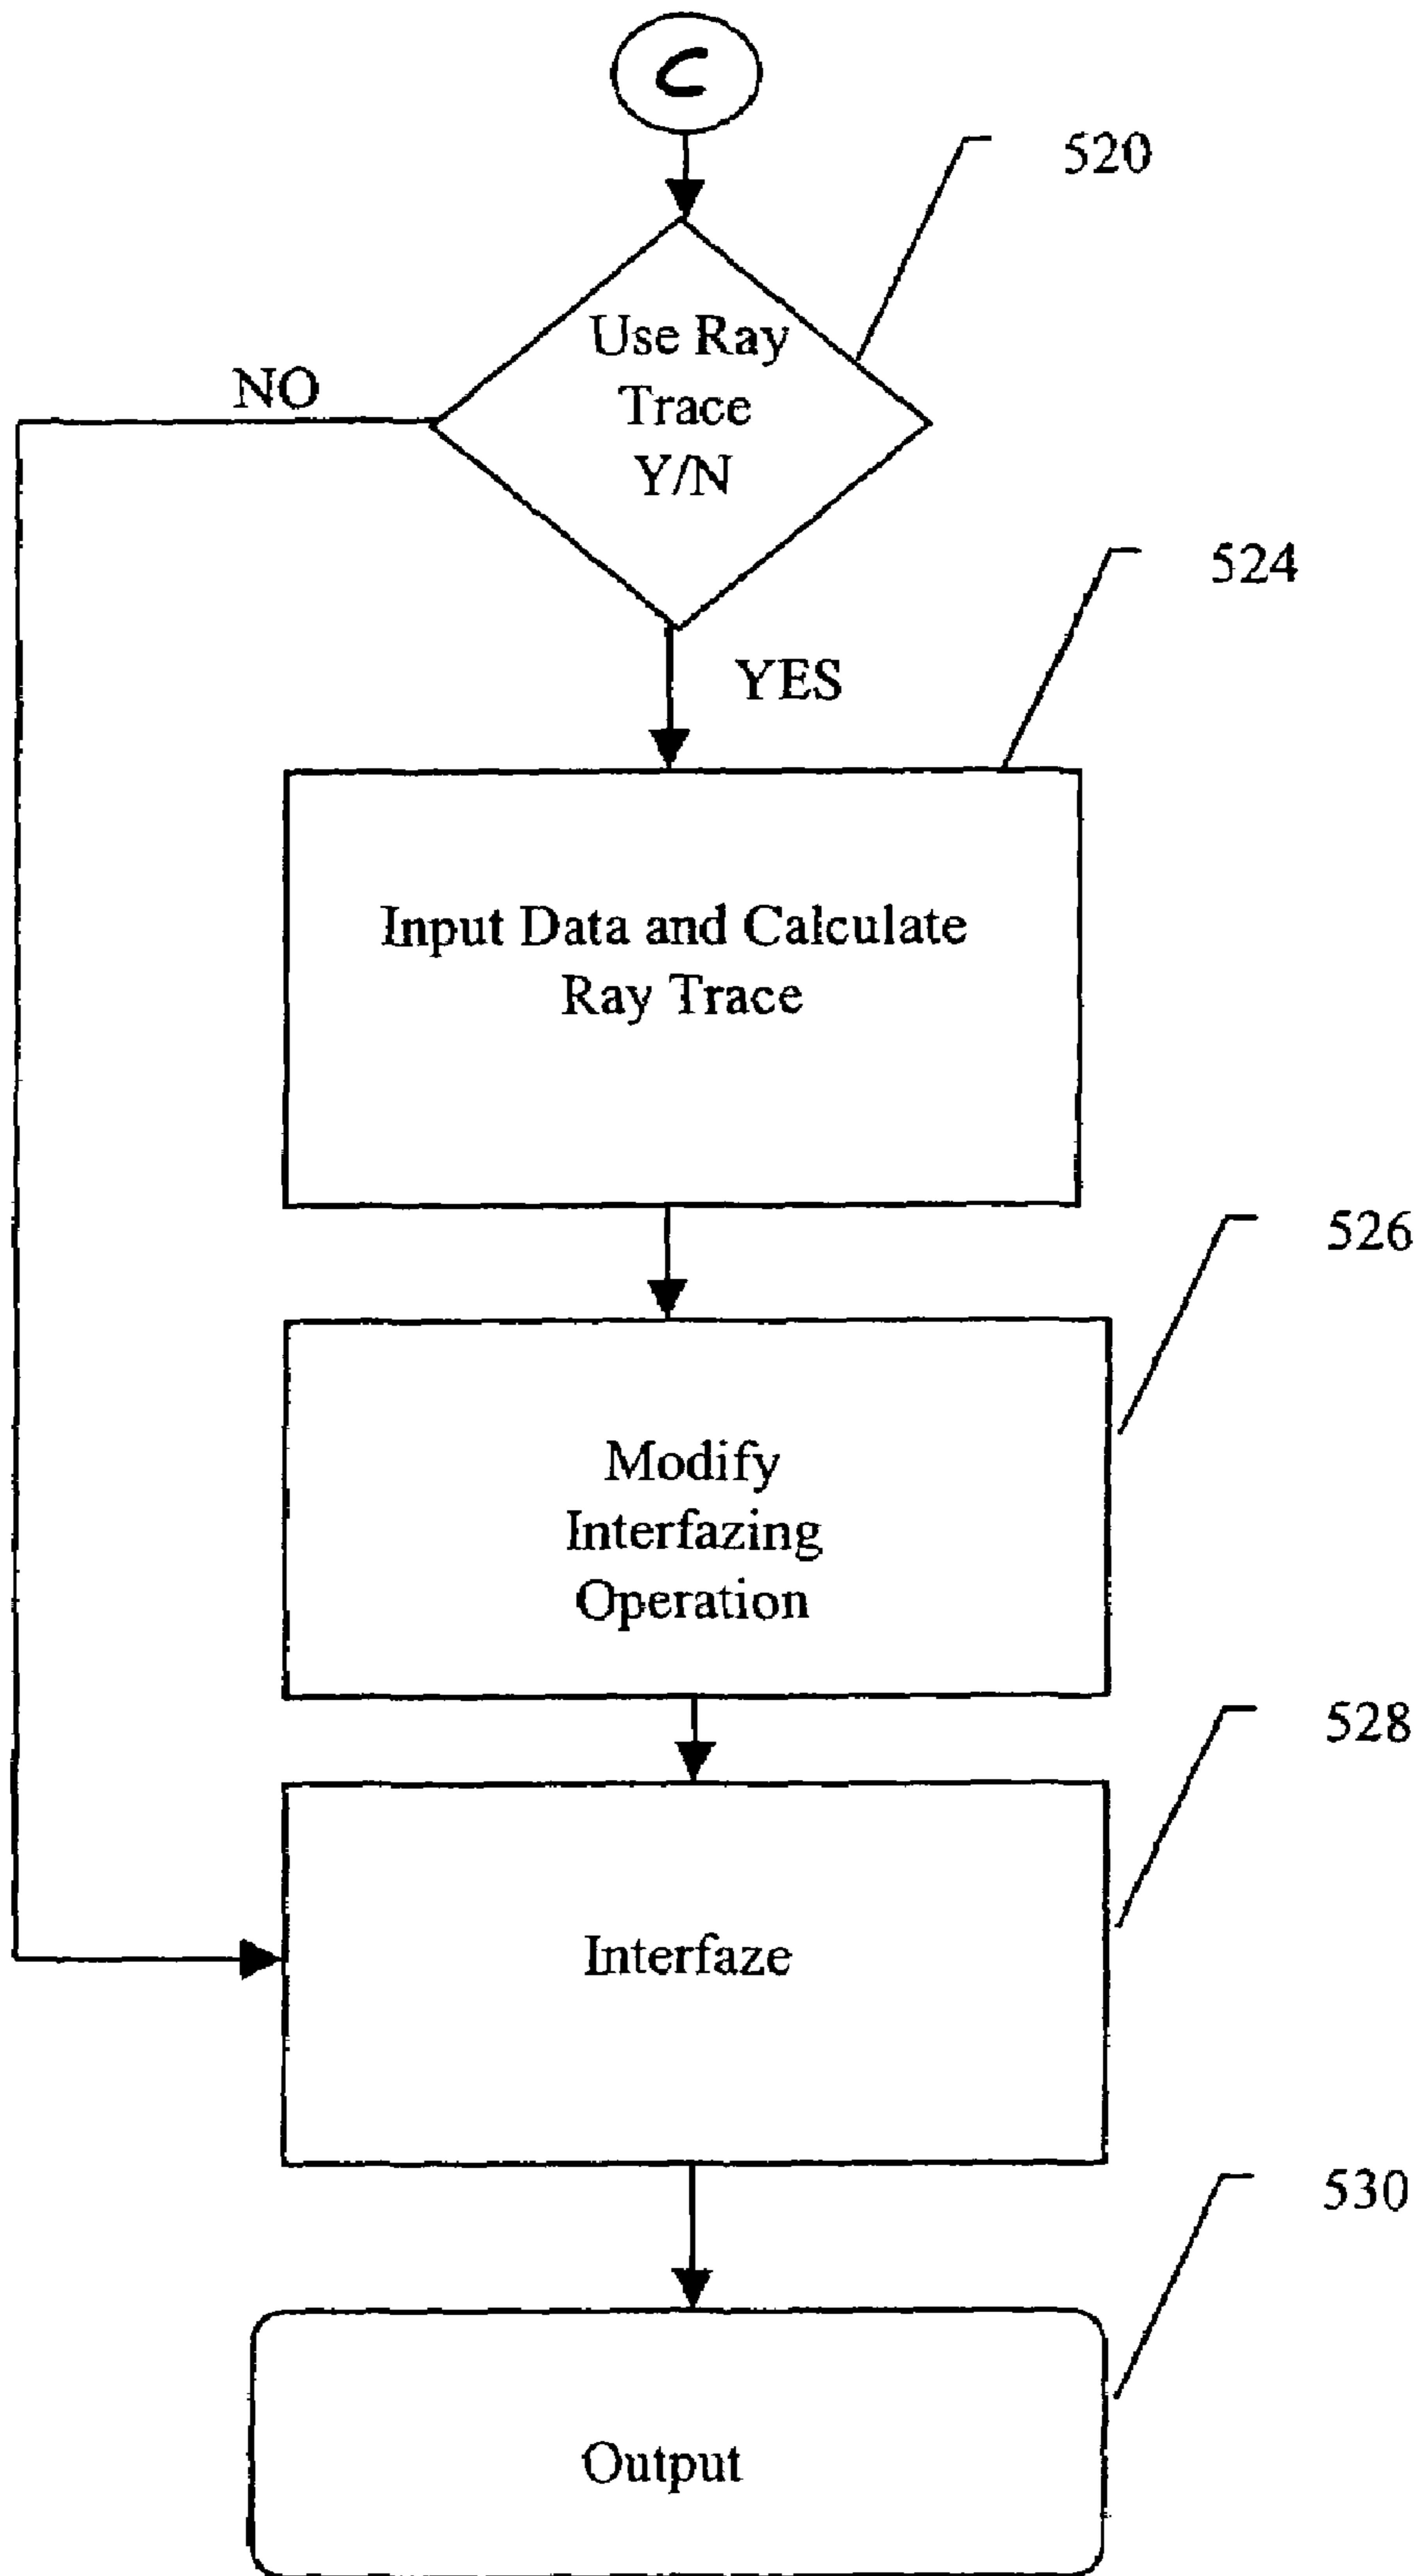 C
520
Use Ray
Trace
Y/N
NO
524
YES
Input Data and Calculate
Ray Trace
526
Modify
Interfazing
Operation
528
Interfaze
530
Output